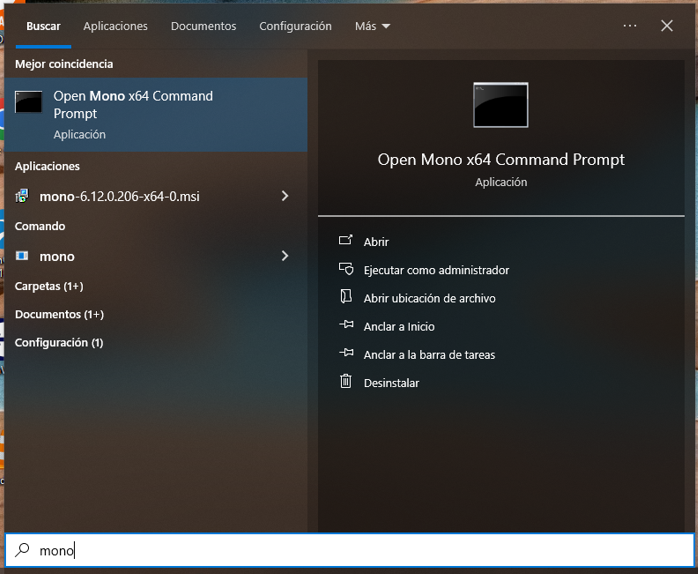 Buscar Aplicaciones Documentos Configuración Más ...
Mejor coincidencia
Open Mono x64 Command
Prompt
Aplicación
Aplicaciones
mono-6.12.0.206-x64-0.msi
Comando
mono
Carpetas (1+)
Documentos (1+)
Configuración (1)
Open Mono x64 Command Prompt
Aplicación
Abrir
Ejecutar como administrador
Abrir ubicación de archivo
Anclar a Inicio
Anclar a la barra de tareas
Desinstalar
mono